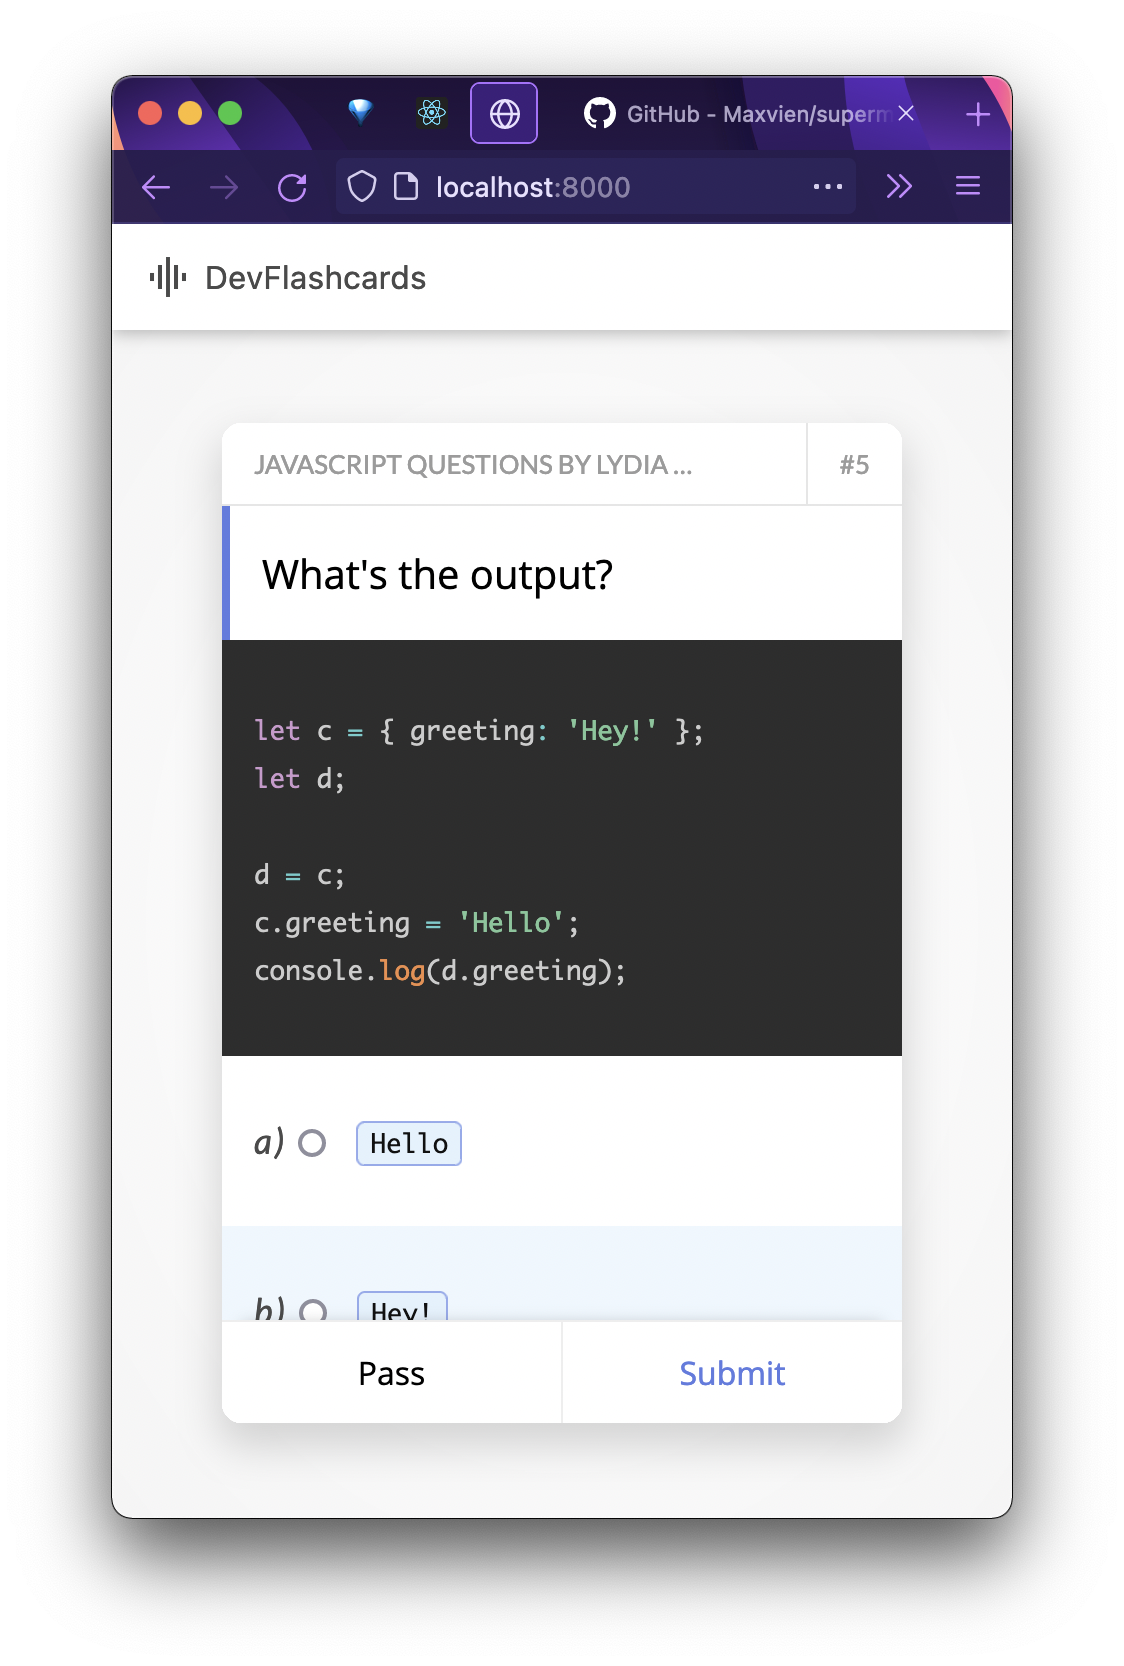 GitHub - Maxvien/superm
localhost:8000
DevFlashcards
JAVASCRIPT QUESTIONS BY LYDIA ...
#5
What's the output?
let c = { greeting: 'Hey!' };
let d;
d = c;
c.greeting = 'Hello';
console.log(d.greeting);
a) Hello
b) Hey!
Pass
Submit